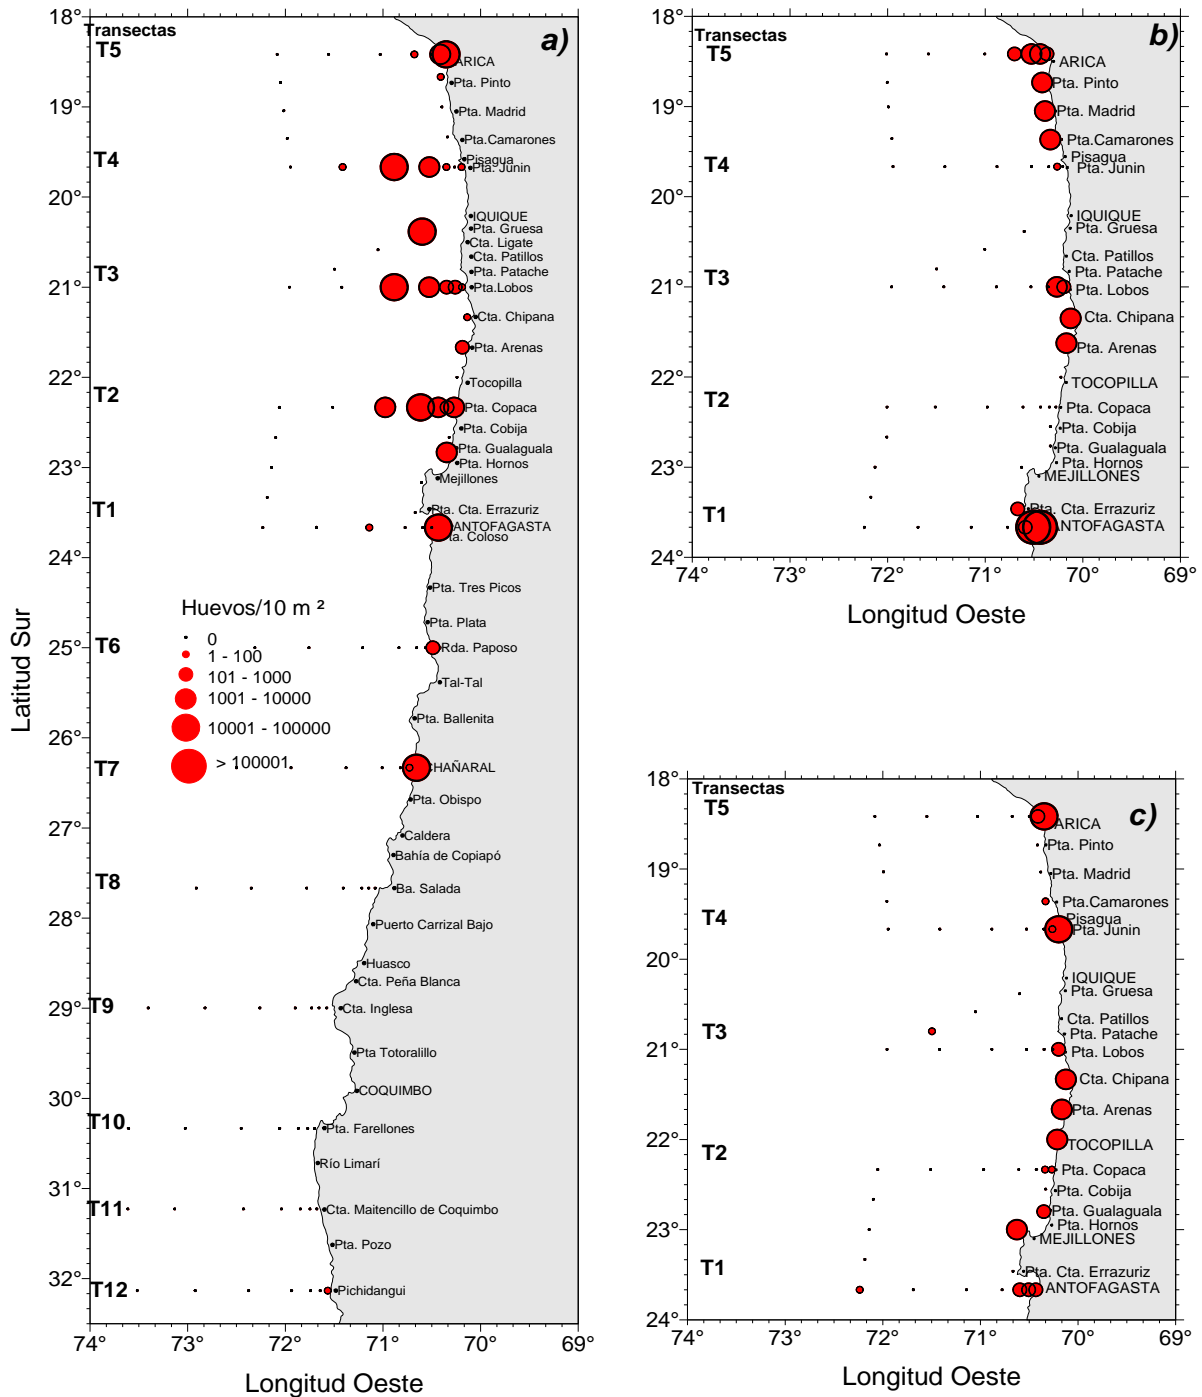 Transectas
a)
18°
19°
20°
21°
22°
23°
24°
25°
26°
27°
28°
29°
30°
31°
32°
T5
T4
T3
T2
T1
T6
T7
T8
T9
T10
T11
T12
ARICA
Pta. Pinto
Pta. Madrid
Pta.Camarones
Pisagua
Pta. Junin
IQUIQUE
Pta. Gruesa
Cta. Ligate
Cta. Patillos
Pta. Patache
Pta.Lobos
Cta. Chipana
Pta. Arenas
Tocopilla
Pta. Copaca
Pta. Cobija
Pta. Gualaguala
Pta. Hornos
Mejillones
Pta. Cta. Errazuriz
ANTOFAGASTA
ta. Coloso
Pta. Tres Picos
Pta. Plata
Rda. Paposo
Tal-Tal
Pta. Ballenita
HAÑARAL
Pta. Obispo
Caldera
Bahía de Copiapó
Ba. Salada
Puerto Carrizal Bajo
Huasco
Cta. Peña Blanca
Cta. Inglesa
Pta Totoralillo
COQUIMBO
Pta. Farellones
Río Limarí
Cta. Maitencillo de Coquimbo
Pta. Pozo
Pichidangui
Huevos/10 m ²
0
1 - 100
101 - 1000
1001 - 10000
10001 - 100000
> 100001
Latitud Sur
74° 73° 72° 71° 70° 69°
Longitud Oeste
Transectas
b)
18°
19°
20°
21°
22°
23°
24°
T5
T4
T3
T2
T1
ARICA
Pta. Pinto
Pta. Madrid
Pta.Camarones
Pisagua
Pta. Junin
IQUIQUE
Pta. Gruesa
Cta. Patillos
Pta. Patache
Pta. Lobos
Cta. Chipana
Pta. Arenas
TOCOPILLA
Pta. Copaca
Pta. Cobija
Pta. Gualaguala
Pta. Hornos
MEJILLONES
Pta. Cta. Errazuriz
ANTOFAGASTA
74° 73° 72° 71° 70° 69°
Longitud Oeste
Transectas
c)
18°
19°
20°
21°
22°
23°
24°
T5
T4
T3
T2
T1
ARICA
Pta. Pinto
Pta. Madrid
Pta.Camarones
Pisagua
Pta. Junin
IQUIQUE
Pta. Gruesa
Cta. Patillos
Pta. Patache
Pta. Lobos
Cta. Chipana
Pta. Arenas
TOCOPILLA
Pta. Copaca
Pta. Cobija
Pta. Gualaguala
Pta. Hornos
MEJILLONES
Pta. Cta. Errazuriz
ANTOFAGASTA
74° 73° 72° 71° 70° 69°
Longitud Oeste